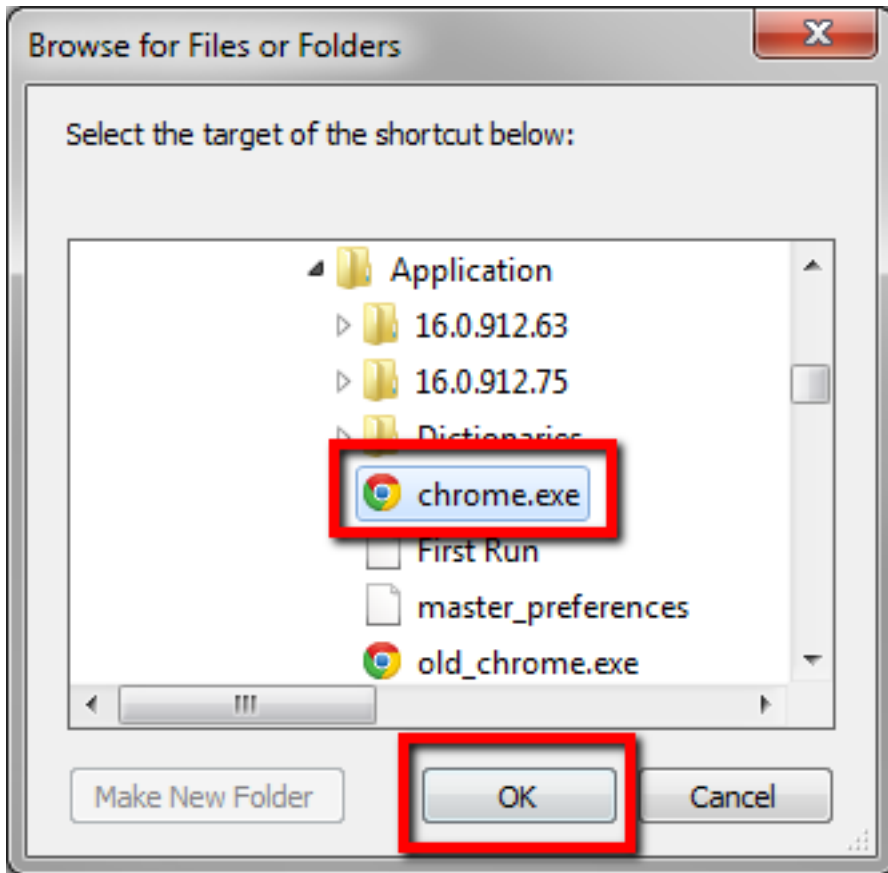 Browse for Files or Folders
Select the target of the shortcut below:
Application
16.0.912.63
16.0.912.75
Dictionaries
chrome.exe
First Run
master_preferences
old_chrome.exe
Make New Folder
OK
Cancel